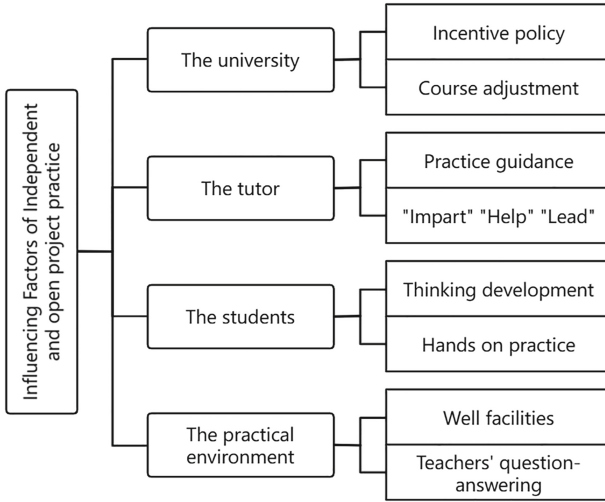 Influencing Factors of Independent
and open project practice
The university
Incentive policy
Course adjustment
The tutor
Practice guidance
"Impart" "Help" "Lead"
The students
Thinking development
Hands on practice
The practical
environment
Well facilities
Teachers' question-
answering